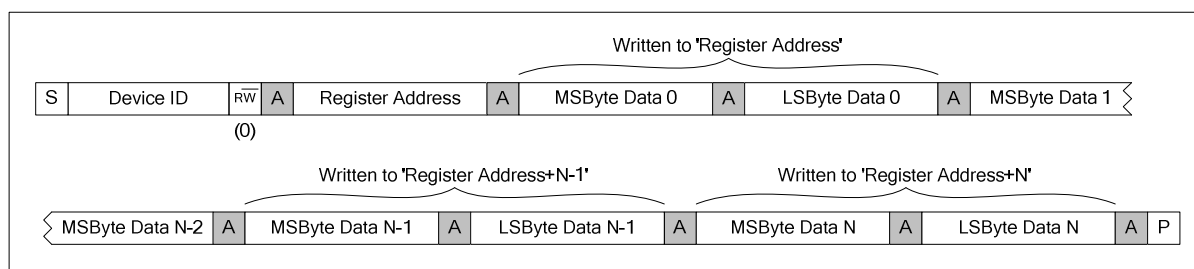 Written to 'Register Address'
S Device ID RW A Register Address A MSByte Data 0 A LSByte Data 0 A MSByte Data 1
(0)
Written to 'Register Address+N-1' Written to 'Register Address+N'
MSByte Data N-2 A MSByte Data N-1 A LSByte Data N-1 A MSByte Data N A LSByte Data N A P